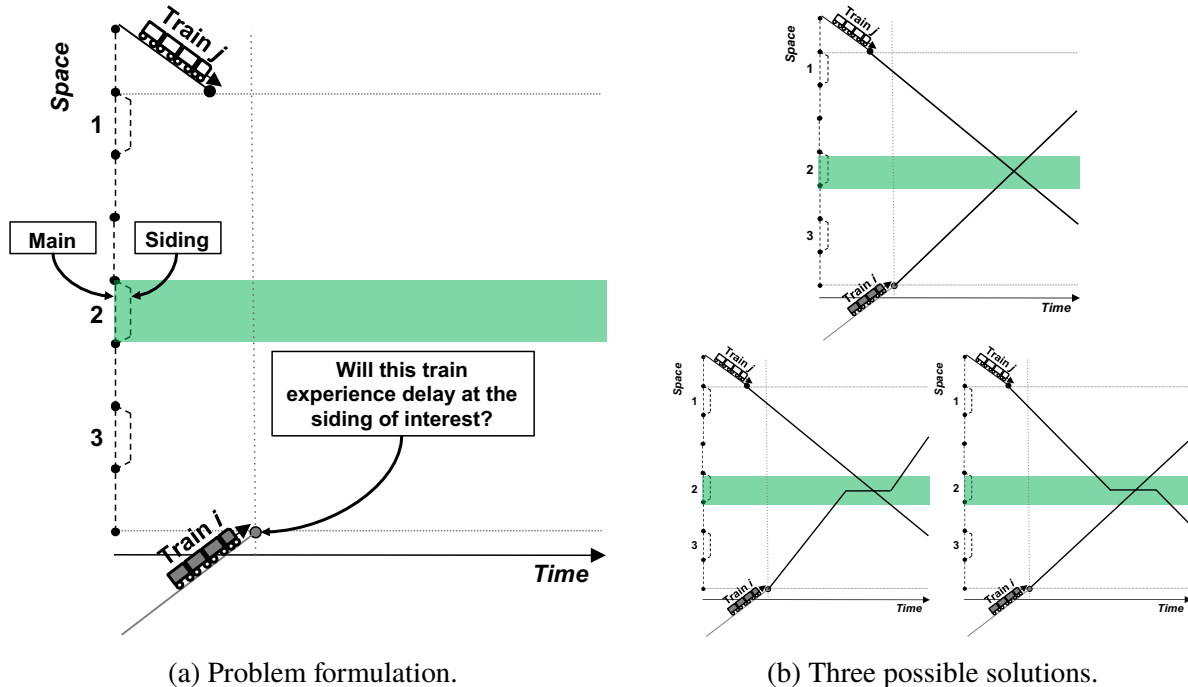 Train j
Space
1
Main
Siding
2
Will this train
experience delay at the
siding of interest?
3
Train i
Time
(a) Problem formulation.
Train j
Space
1
2
3
Train i
Time
Train j
Space
1
2
3
Train i
Time
Train j
Space
1
2
3
Train i
Time
(b) Three possible solutions.